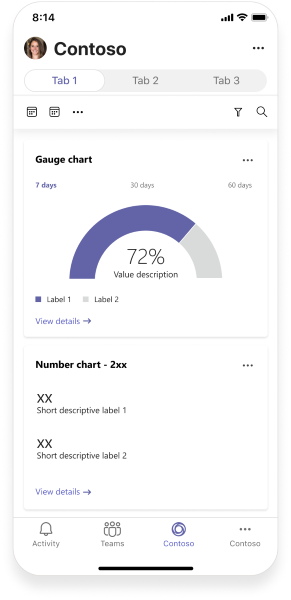 8:14
Contoso
Tab 1 Tab 2 Tab 3
Gauge chart
7 days 30 days 60 days
72%
Value description
Label 1 Label 2
View details →
Number chart - 2xx
XX
Short descriptive label 1
XX
Short descriptive label 2
View details →
Activity Teams Contoso Contoso